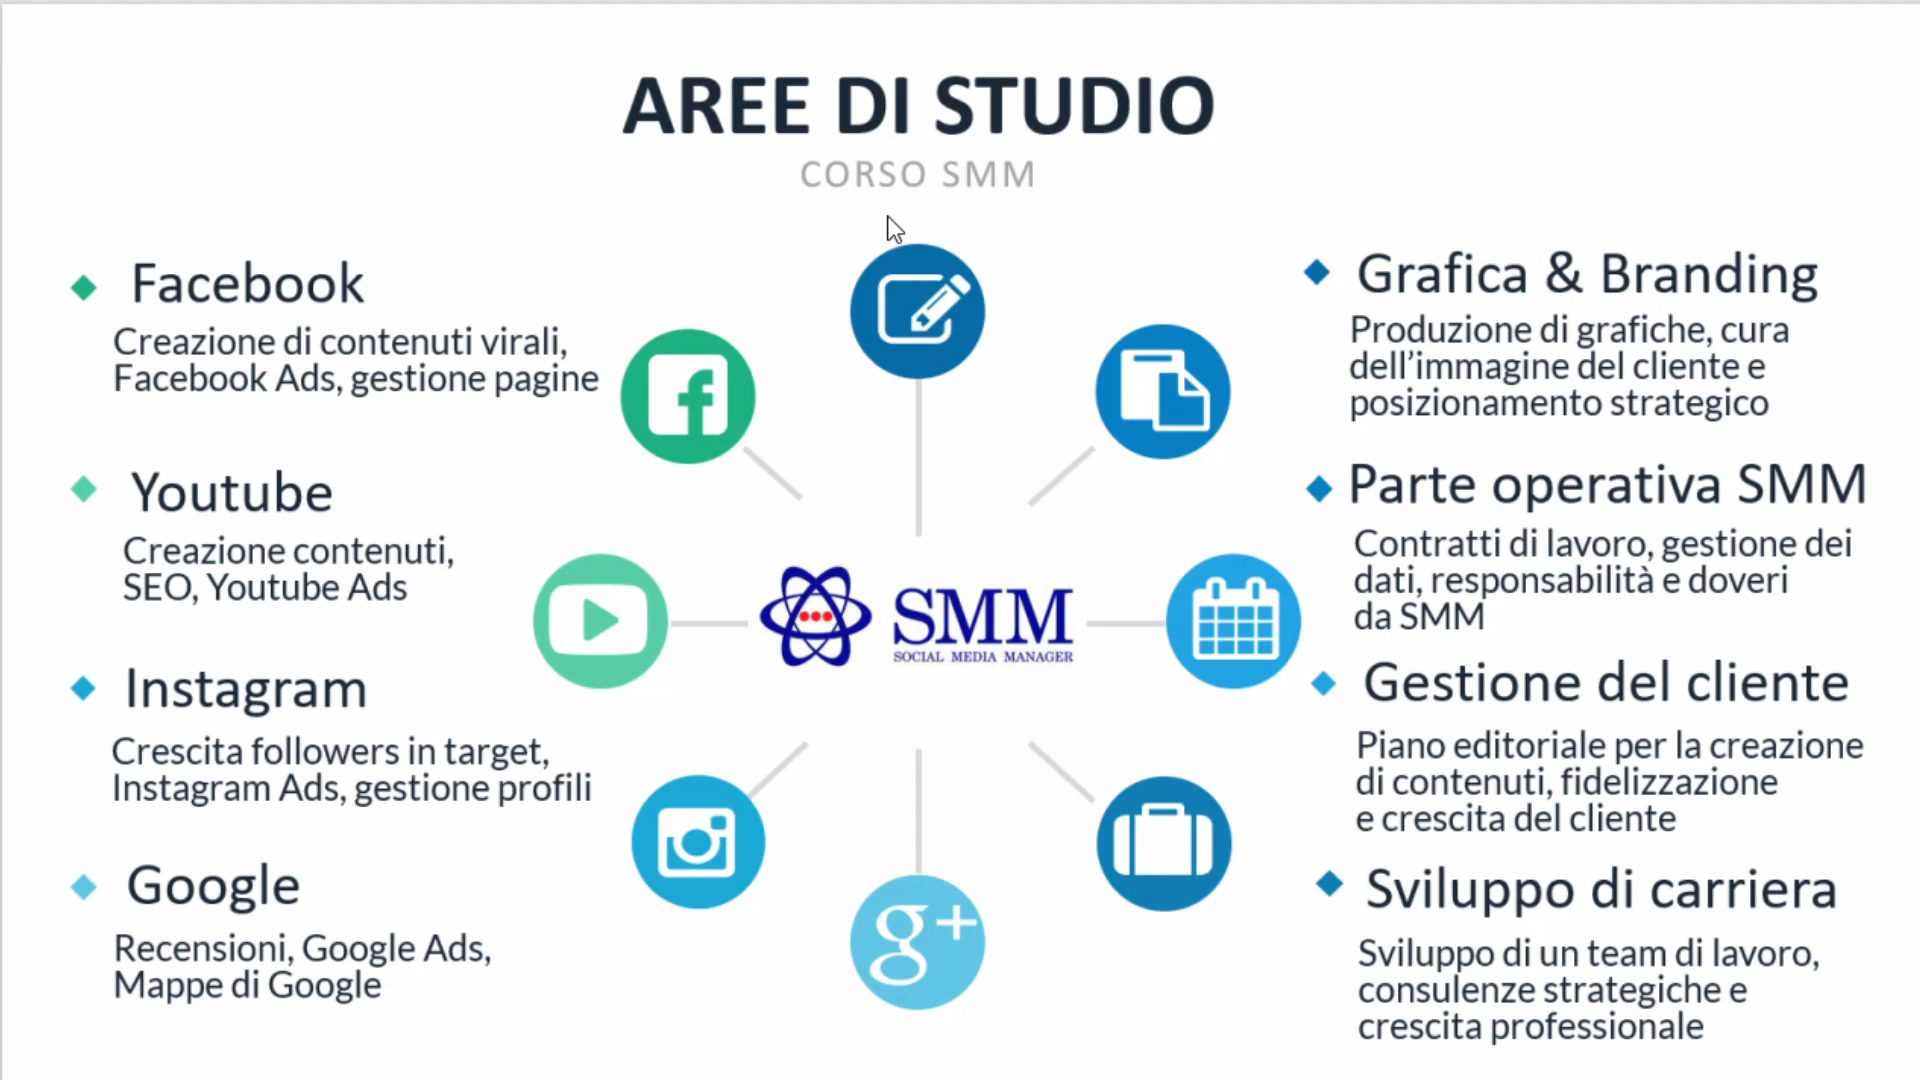 AREE DI STUDIO
CORSO SMM
Facebook
Creazione di contenuti virali,
Facebook Ads, gestione pagine
Youtube
Creazione contenuti,
SEO, Youtube Ads
Instagram
Crescita followers in target,
Instagram Ads, gestione profili
Google
Recensioni, Google Ads,
Mappe di Google
f
SMM
SOCIAL MEDIA MANAGER
g+
Grafica & Branding
Produzione di grafiche, cura
dell’immagine del cliente e
posizionamento strategico
Parte operativa SMM
Contratti di lavoro, gestione dei
dati, responsabilità e doveri
da SMM
Gestione del cliente
Piano editoriale per la creazione
di contenuti, fidelizzazione
e crescita del cliente
Sviluppo di carriera
Sviluppo di un team di lavoro,
consulenze strategiche e
crescita professionale